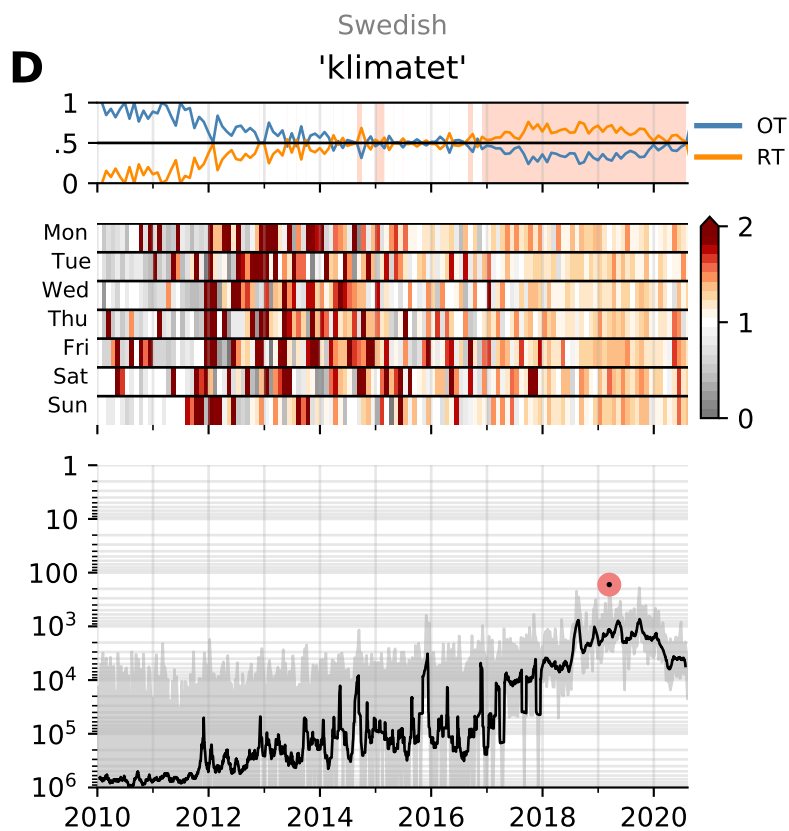 Swedish
D
'klimatet'
1
.5
0
OT
RT
Mon
Tue
Wed
Thu
Fri
Sat
Sun
2
1
0
1
10
100
10³
10⁴
10⁵
10⁶
2010 2012 2014 2016 2018 2020